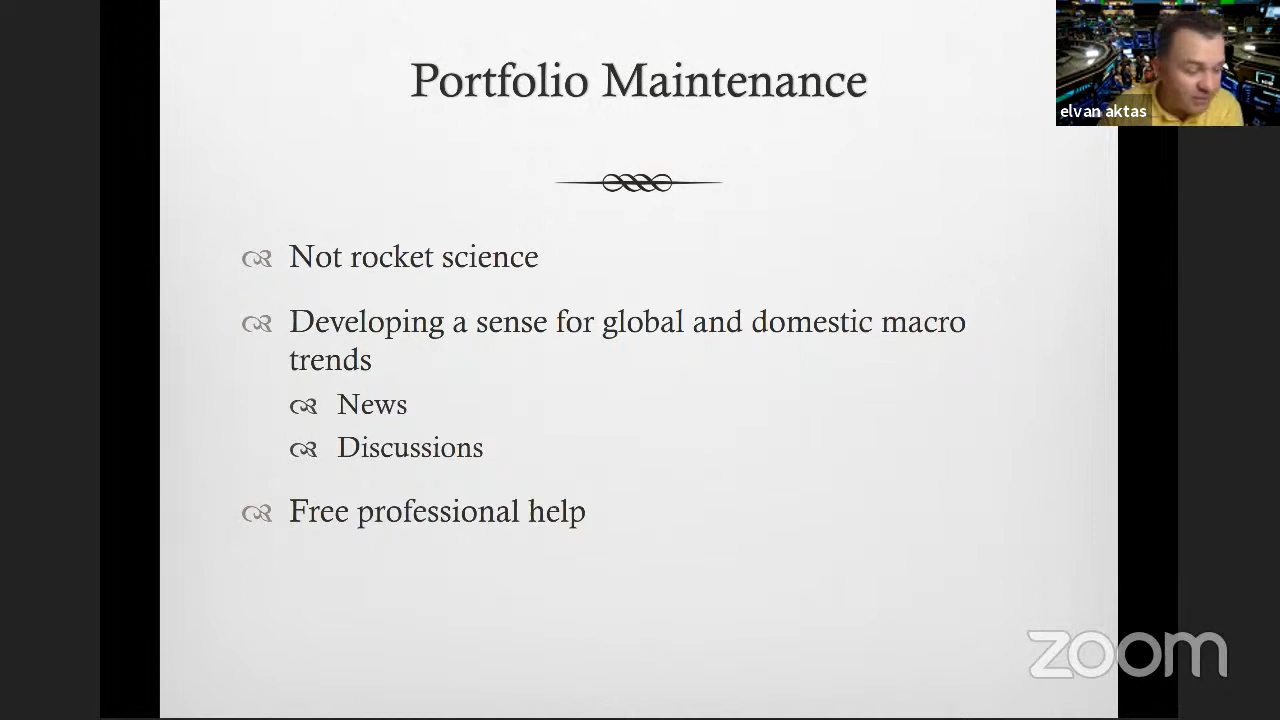 Portfolio Maintenance
elvan aktas
Not rocket science
Developing a sense for global and domestic macro
trends
News
Discussions
Free professional help
zoom